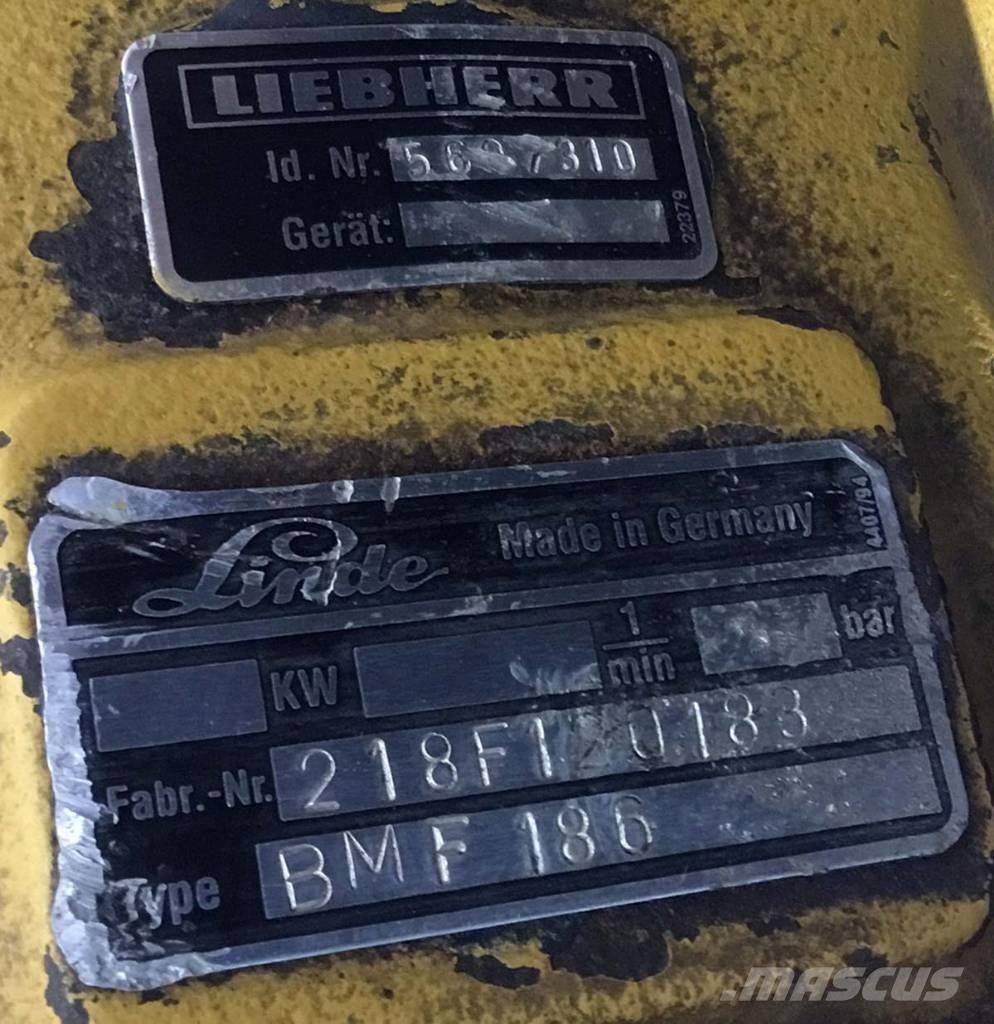 LIEBHERR
Id. Nr.
Gerät:
22379
Linde Made in Germany
4407/94
KW 1/min bar
Fabr.-Nr.
Type BMF 186
MASCUS